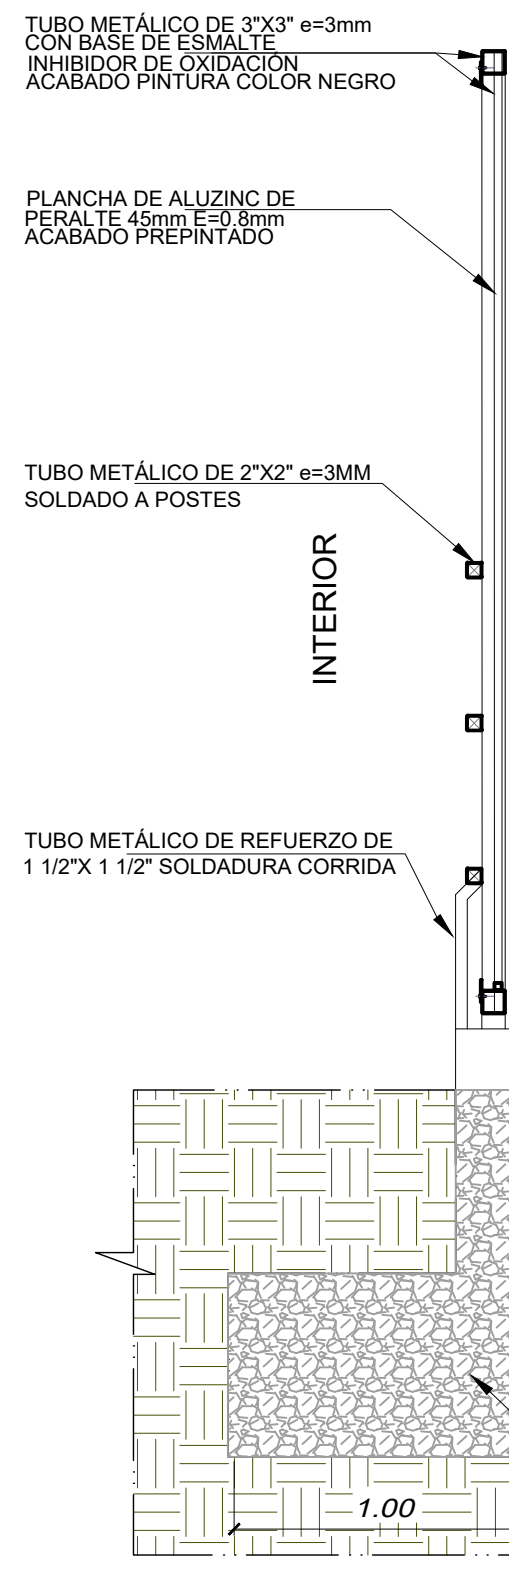 TUBO METÁLICO DE 3"X3" e=3mm
CON BASE DE ESMALTE
INHIBIDOR DE OXIDACIÓN
ACABADO PINTURA COLOR NEGRO
PLANCHA DE ALUZINC DE
PERALTE 45mm E=0.8mm
ACABADO PREPINTADO
TUBO METÁLICO DE 2"X2" e=3MM
SOLDADO A POSTES
INTERIOR
TUBO METÁLICO DE REFUERZO DE
1 1/2"X 1 1/2" SOLDADURA CORRIDA
1.00